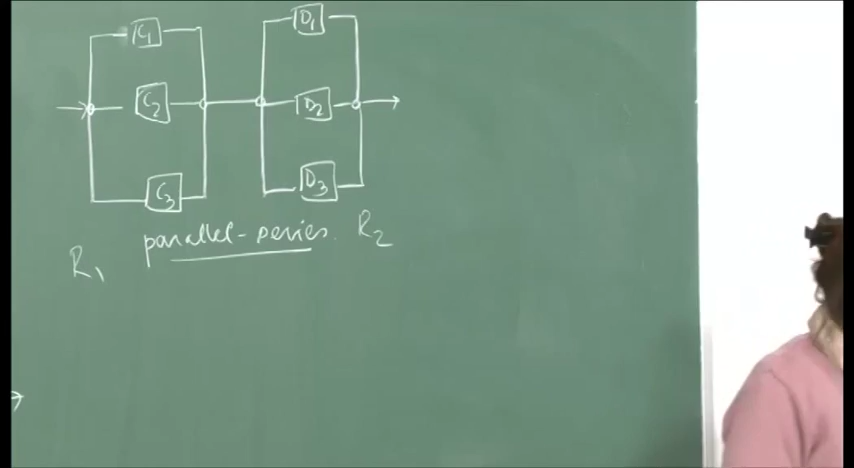 C1 D1
C2 D2
C3 D3
R1 parallel-series. R2